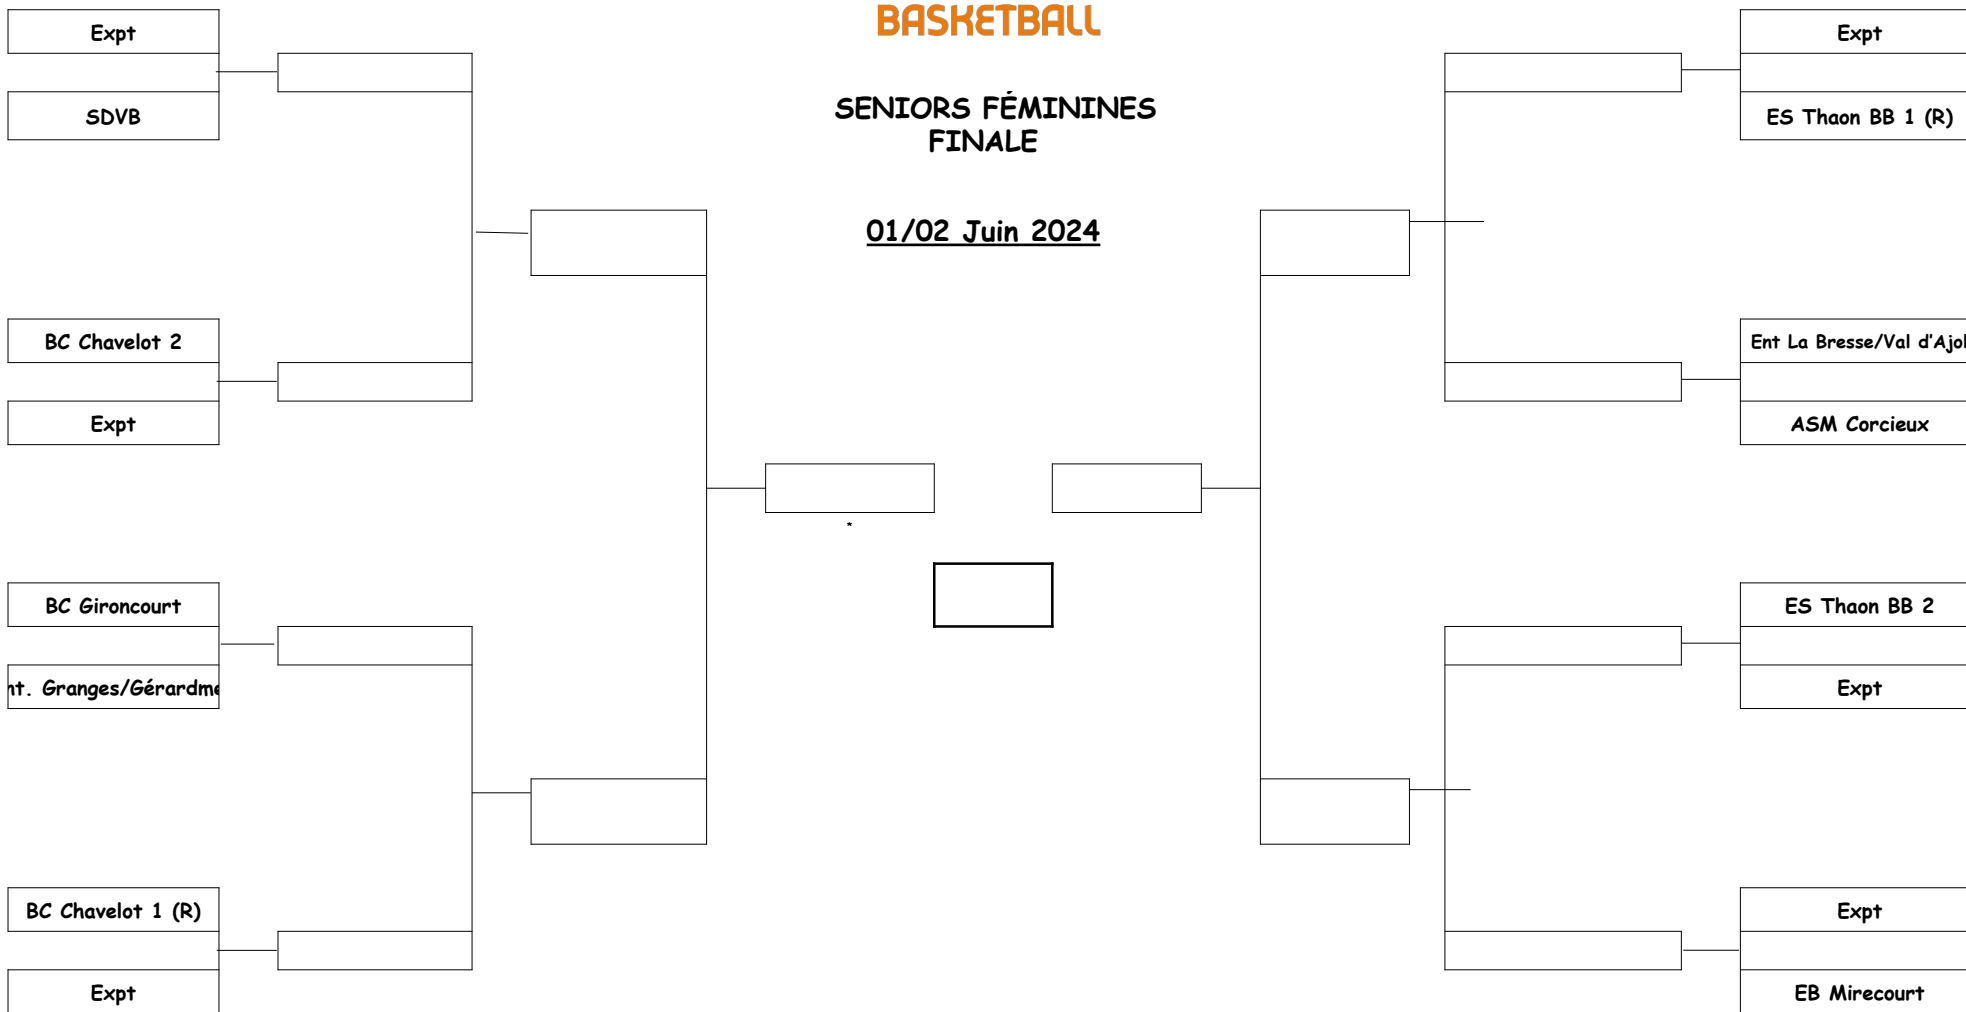 BASKETBALL
SENIORS FÉMININES
FINALE
01/02 Juin 2024
Expt
SDVB
BC Chavelot 2
Expt
BC Gironcourt
nt. Granges/Gérardme
BC Chavelot 1 (R)
Expt
*
Expt
ES Thaon BB 1 (R)
Ent La Bresse/Val d'Ajol
ASM Corcieux
ES Thaon BB 2
Expt
Expt
EB Mirecourt